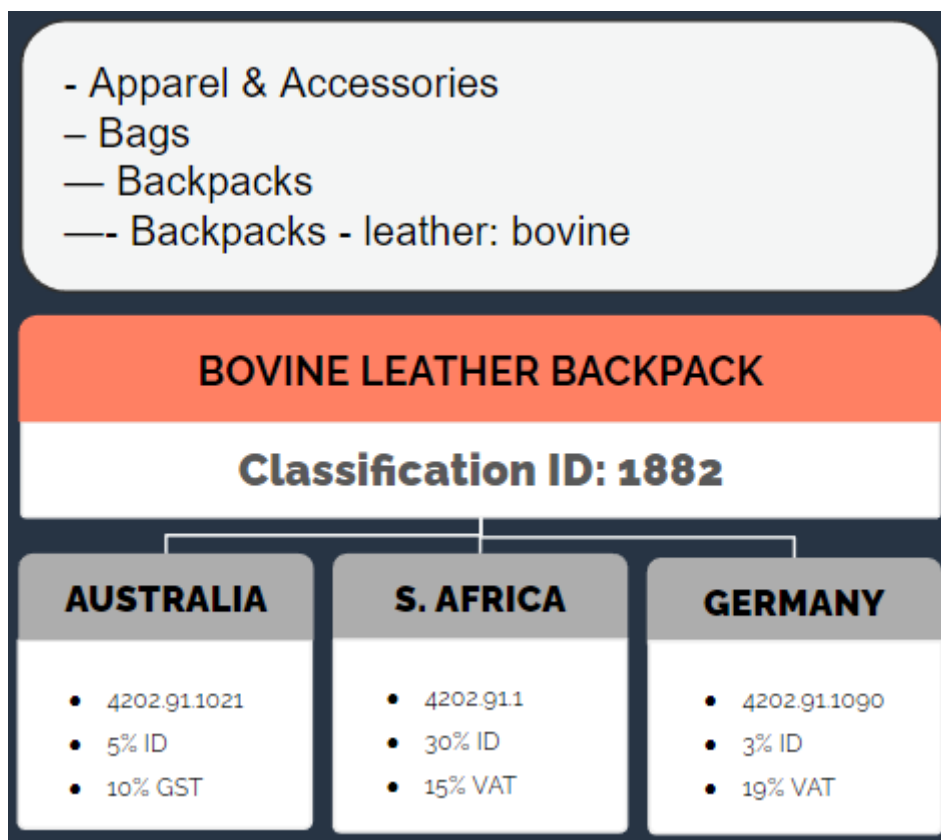 - Apparel & Accessories
– Bags
— Backpacks
—- Backpacks - leather: bovine
BOVINE LEATHER BACKPACK
Classification ID: 1882
AUSTRALIA
• 4202.91.1021
• 5% ID
• 10% GST
S. AFRICA
• 4202.91.1
• 30% ID
• 15% VAT
GERMANY
• 4202.91.1090
• 3% ID
• 19% VAT